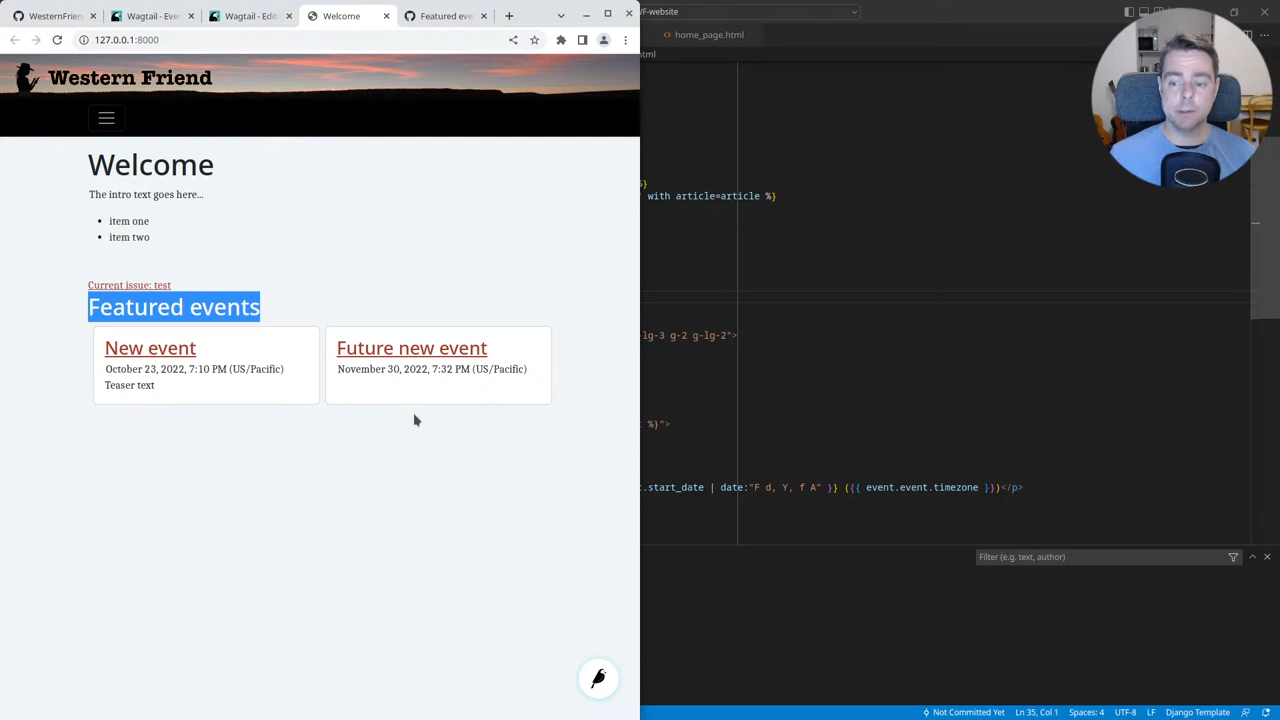 WesternFrien
Wagtail - Even
Wagtail - Edit
Welcome
Featured eve
127.0.0.1:8000
Western Friend
Welcome
The intro text goes here...
item one
item two
Current issue: test
Featured events
New event
October 23, 2022, 7:10 PM (US/Pacific)
Teaser text
Future new event
November 30, 2022, 7:32 PM (US/Pacific)
/F-website
home_page.html
html
%}
' with article=article %}
-lg-3 g-2 g-lg-2">
%}">
t.start_date | date:"F d, Y, f A" }} ({{ event.event.timezone }})</p>
Filter (e.g. text, author)
Not Committed Yet
Ln 35, Col 1
Spaces: 4
UTF-8
LF
Django Template